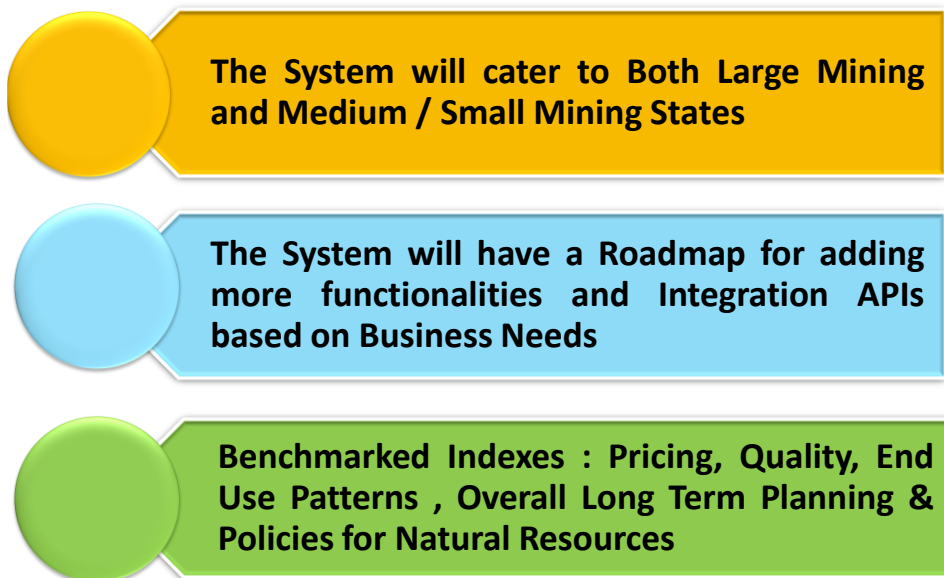 The System will cater to Both Large Mining
and Medium / Small Mining States
The System will have a Roadmap for adding
more functionalities and Integration APIs
based on Business Needs
Benchmarked Indexes : Pricing, Quality, End
Use Patterns , Overall Long Term Planning &
Policies for Natural Resources